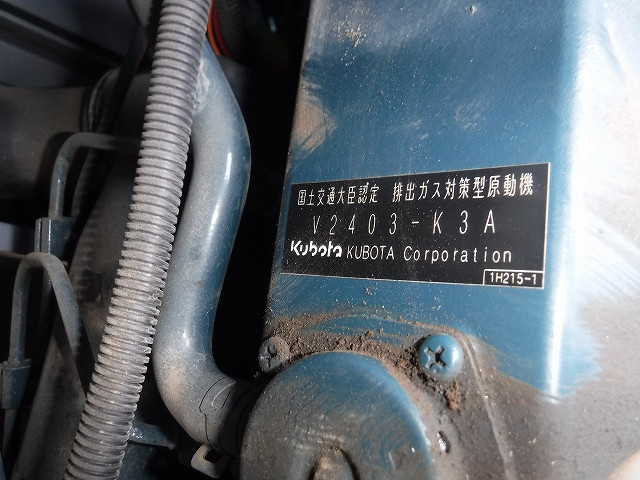 国土交通大臣認定 排出ガス対策型原動機
V2403-K3A
Kubota KUBOTA Corporation
1H215-1